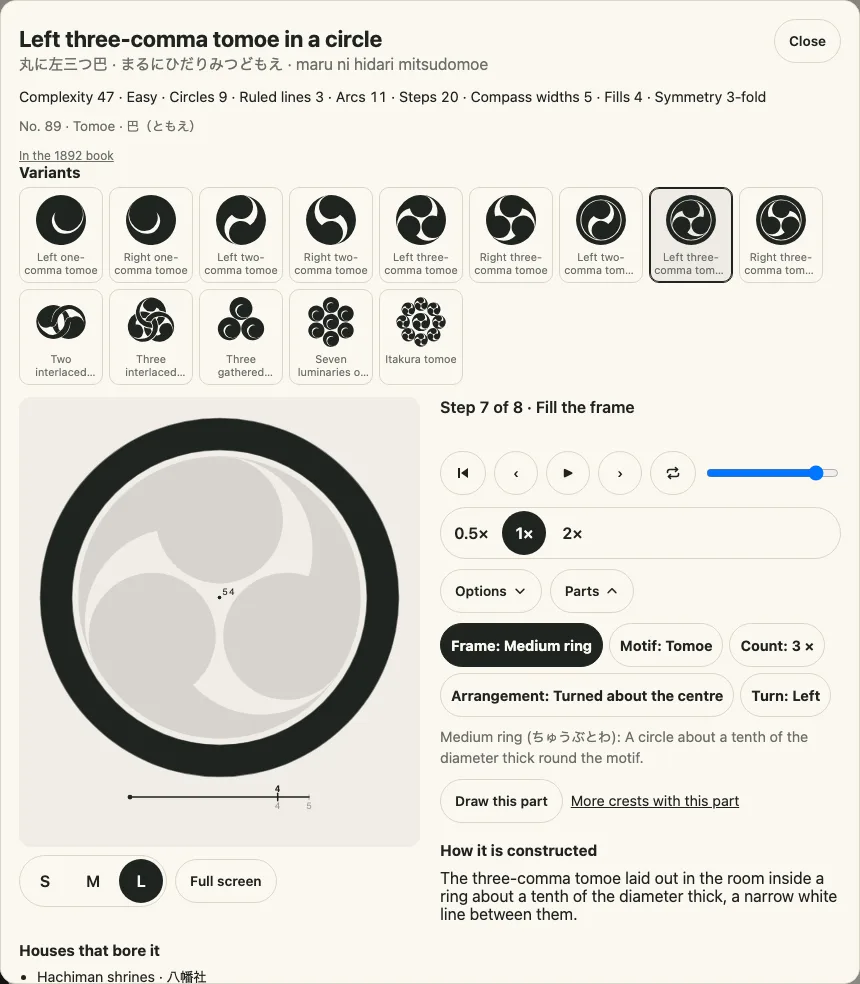 Left three-comma tomoe in a circle
Close
丸に左三つ巴 · まるにひだりみつどもえ · maru ni hidari mitsudomoe
Complexity 47 · Easy · Circles 9 · Ruled lines 3 · Arcs 11 · Steps 20 · Compass widths 5 · Fills 4 · Symmetry 3-fold
No. 89 · Tomoe · 巴（ともえ）
In the 1892 book
Variants
Left one-
comma tomoe
Right one-
comma tomoe
Left two-
comma tomoe
Right two-
comma tomoe
Left three-
comma tomoe
Right three-
comma tomoe
Left two-
comma tom...
Left three-
comma tom...
Right three-
comma tom...
Two
interlaced...
Three
interlaced...
Three
gathered...
Seven
luminaries o...
Itakura tomoe
54
4
4
5
S
M
L
Full screen
Step 7 of 8 · Fill the frame
0.5×
1×
2×
Options
Parts
Frame: Medium ring
Motif: Tomoe
Count: 3 ×
Arrangement: Turned about the centre
Turn: Left
Medium ring (ちゅうぶとわ): A circle about a tenth of the
diameter thick round the motif.
Draw this part
More crests with this part
How it is constructed
The three-comma tomoe laid out in the room inside a
ring about a tenth of the diameter thick, a narrow white
line between them.
Houses that bore it
Hachiman shrines · 八幡社